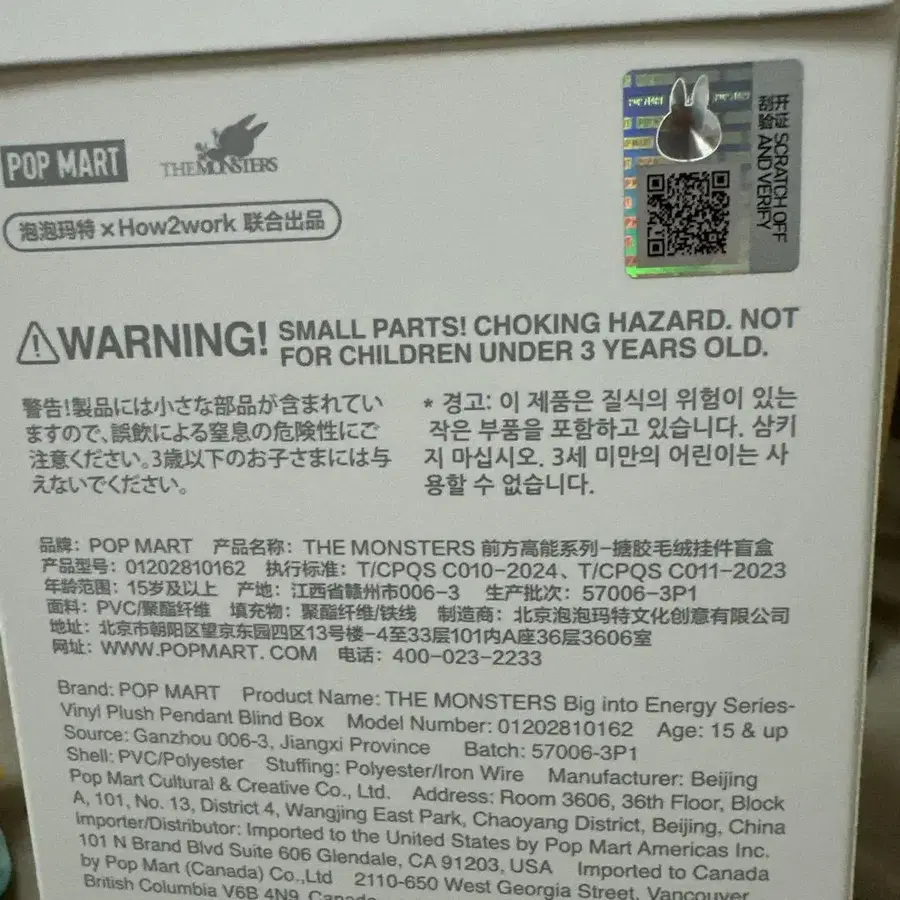 POP MART
THE MONSTERS
泡泡玛特 × How2work 联合出品
刮开
验证
SCRATCH OFF
AND VERIFY
WARNING!
SMALL PARTS! CHOKING HAZARD. NOT
FOR CHILDREN UNDER 3 YEARS OLD.
警告!製品には小さな部品が含まれてい
ますので、誤飲による窒息の危険性にご
注意ください。3歳以下のお子さまには与
えないでください。
* 경고: 이 제품은 질식의 위험이 있는
작은 부품을 포함하고 있습니다. 삼키
지 마십시오. 3세 미만의 어린이는 사
용할 수 없습니다.
品牌: POP MART 产品名称: THE MONSTERS 前方高能系列-搪胶毛绒挂件盲盒
产品型号: 01202810162 执行标准: T/CPQS C010-2024、T/CPQS C011-2023
年龄范围: 15岁及以上 产地: 江西省赣州市006-3 生产批次: 57006-3P1
面料: PVC/聚酯纤维 填充物: 聚酯纤维/铁线 制造商: 北京泡泡玛特文化创意有限公司
地址: 北京市朝阳区望京东园四区13号楼-4至33层101内A座36层3606室
网址: WWW.POPMART.COM 电话: 400-023-2233
Brand: POP MART Product Name: THE MONSTERS Big into Energy Series-
Vinyl Plush Pendant Blind Box Model Number: 01202810162 Age: 15 & up
Source: Ganzhou 006-3, Jiangxi Province Batch: 57006-3P1
Shell: PVC/Polyester Stuffing: Polyester/Iron Wire Manufacturer: Beijing
Pop Mart Cultural & Creative Co., Ltd. Address: Room 3606, 36th Floor, Block
A, 101, No. 13, District 4, Wangjing East Park, Chaoyang District, Beijing, China
Importer/Distributor: Imported to the United States by Pop Mart Americas Inc.
101 N Brand Blvd Suite 606 Glendale, CA 91203, USA Imported to Canada
by Pop Mart (Canada) Co.,Ltd 2110-650 West Georgia Street, Vancouver
British Columbia V6B 4N9, Canada